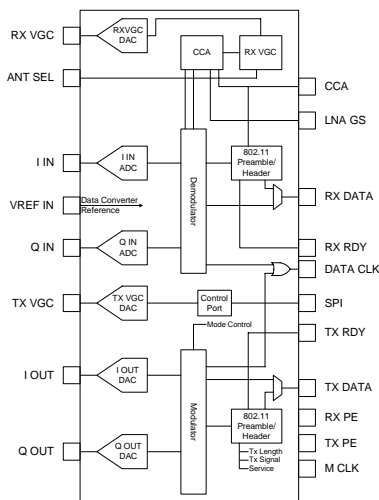 RX VGC
RXVGC
DAC
CCA
RX VGC
ANT SEL
CCA
LNA GS
I IN
I IN
ADC
802.11
Preamble/
Header
RX DATA
VREF IN
Data Converter
Reference
Demodulator
Q IN
Q IN
ADC
RX RDY
DATA CLK
TX VGC
TX VGC
DAC
Control
Port
SPI
Mode Control
TX RDY
I OUT
I OUT
DAC
Modulator
TX DATA
802.11
Preamble/
Header
RX PE
Q OUT
Q OUT
DAC
Tx Length
Tx Signal
Service
TX PE
M CLK